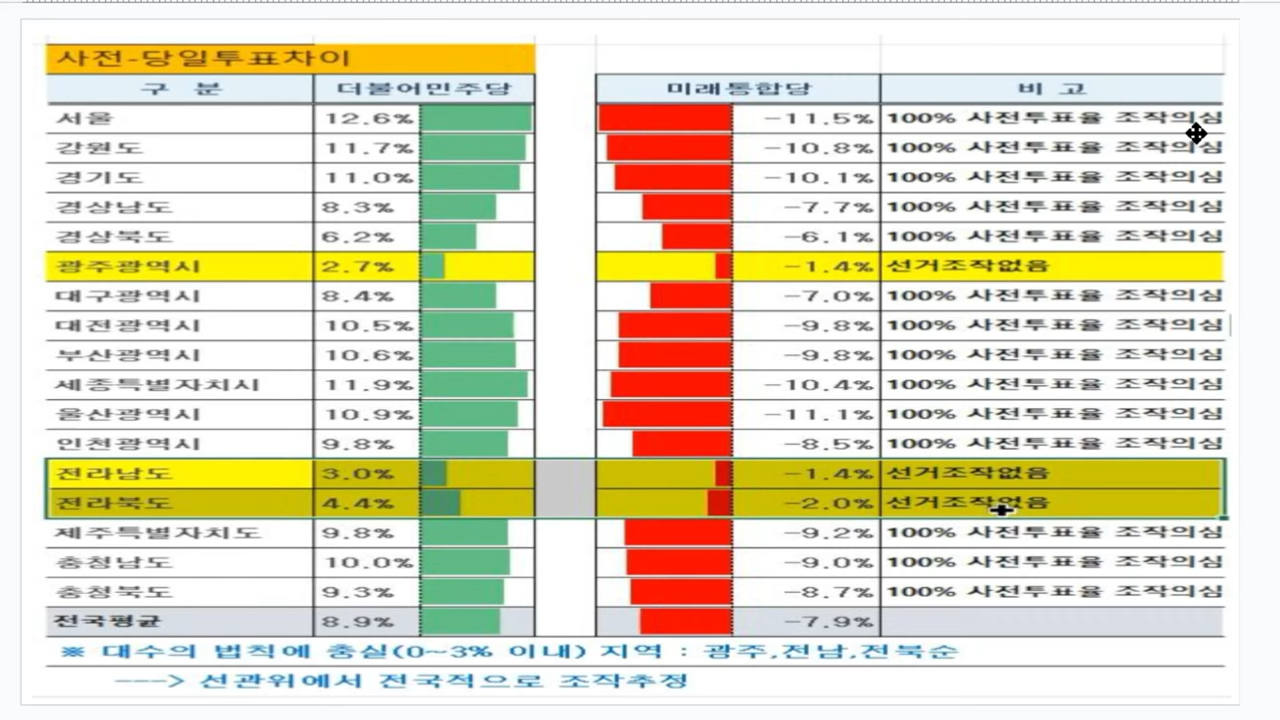 사전-당일투표차이
구 분 더불어민주당 미래통합당 비 고
서울 12.6% -11.5% 100% 사전투표율 조작의심
강원도 11.7% -10.8% 100% 사전투표율 조작의심
경기도 11.0% -10.1% 100% 사전투표율 조작의심
경상남도 8.3% -7.7% 100% 사전투표율 조작의심
경상북도 6.2% -6.1% 100% 사전투표율 조작의심
광주광역시 2.7% -1.4% 선거조작없음
대구광역시 8.4% -7.0% 100% 사전투표율 조작의심
대전광역시 10.5% -9.8% 100% 사전투표율 조작의심
부산광역시 10.6% -9.8% 100% 사전투표율 조작의심
세종특별자치시 11.9% -10.4% 100% 사전투표율 조작의심
울산광역시 10.9% -11.1% 100% 사전투표율 조작의심
인천광역시 9.8% -8.5% 100% 사전투표율 조작의심
전라남도 3.0% -1.4% 선거조작없음
전라북도 4.4% -2.0% 선거조작없음
제주특별자치도 9.8% -9.2% 100% 사전투표율 조작의심
충청남도 10.0% -9.0% 100% 사전투표율 조작의심
충청북도 9.3% -8.7% 100% 사전투표율 조작의심
전국평균 8.9% -7.9%
※ 대수의 법칙에 충실(0~3% 이내) 지역 : 광주,전남,전북순
---> 선관위에서 전국적으로 조작추정